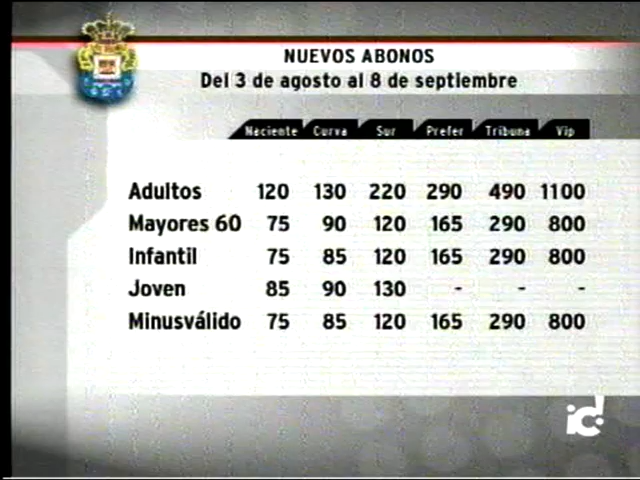 NUEVOS ABONOS
Del 3 de agosto al 8 de septiembre
Naciente Curva Sur Prefer Tribuna Vip
Adultos 120 130 220 290 490 1100
Mayores 60 75 90 120 165 290 800
Infantil 75 85 120 165 290 800
Joven 85 90 130 - - -
Minusválido 75 85 120 165 290 800
ic!